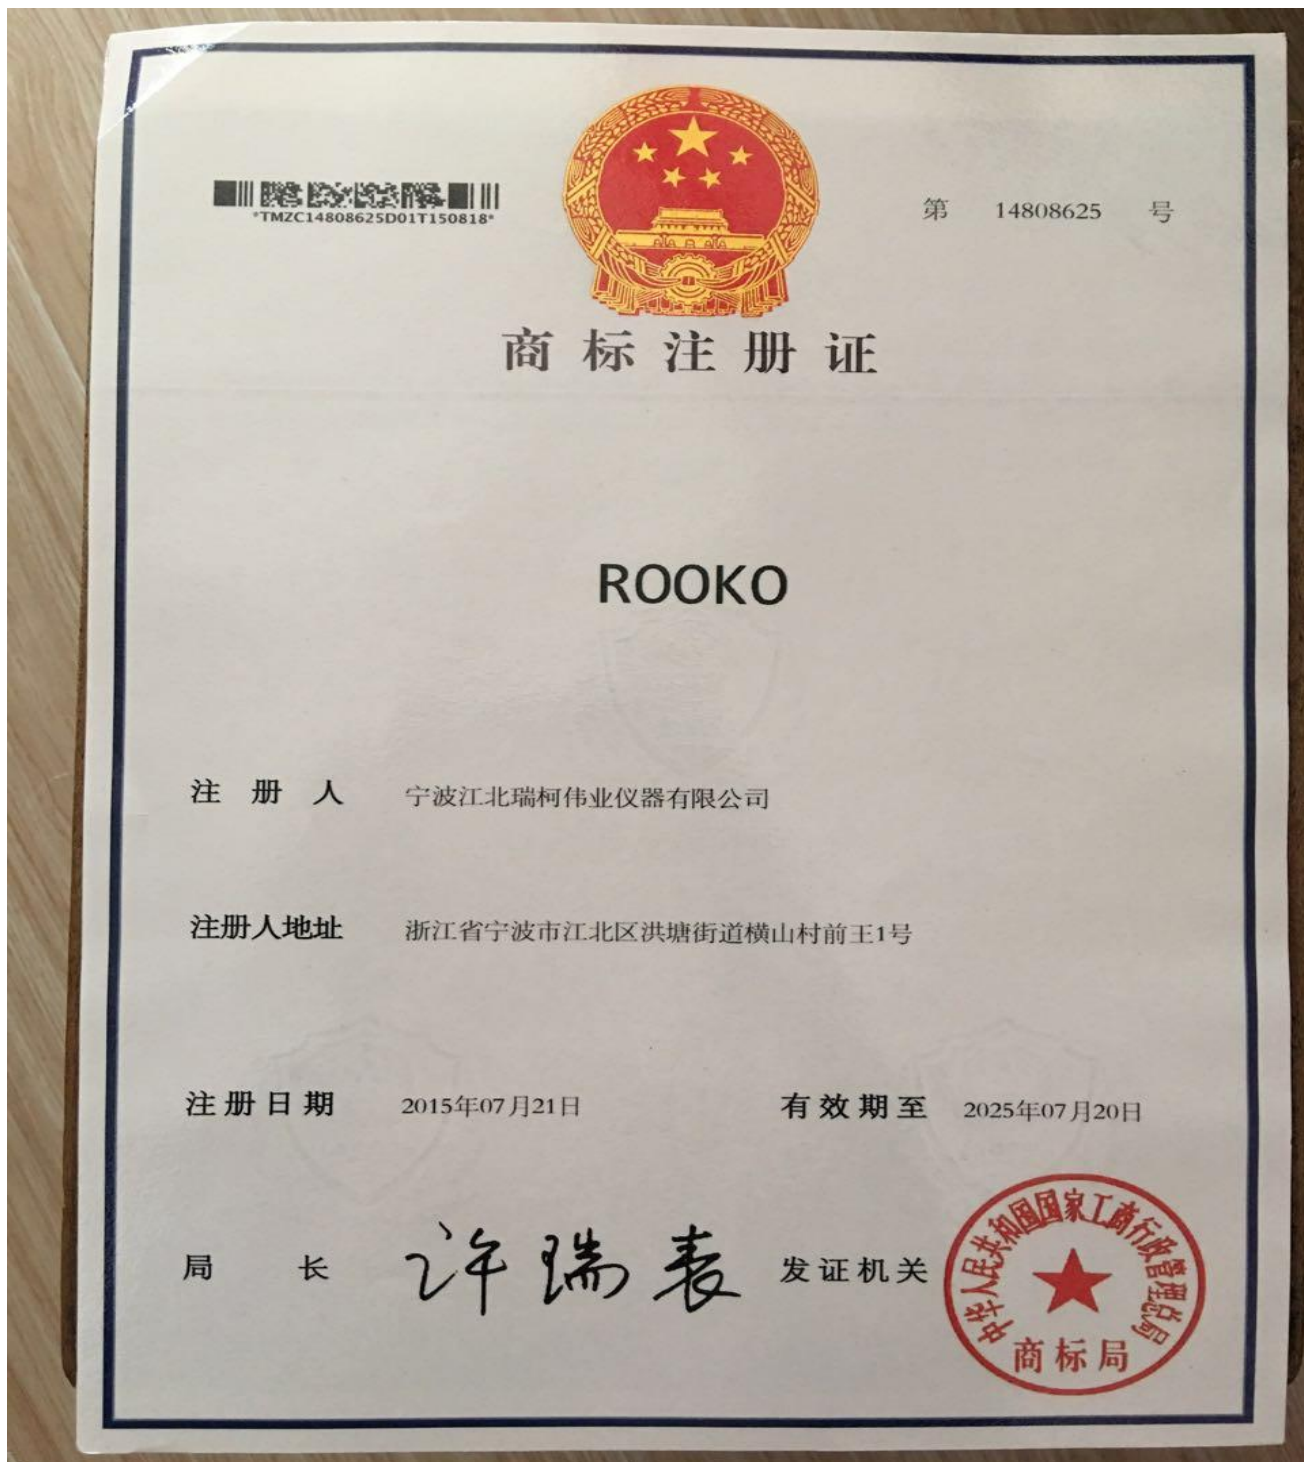 *TMZC14808625D01T150818*
第 14808625 号
商标注册证
ROOKO
注册人 宁波江北瑞柯伟业仪器有限公司
注册人地址 浙江省宁波市江北区洪塘街道横山村前王1号
注册日期 2015年07月21日 有效期至 2025年07月20日
局长 许瑞表 发证机关
中华人民共和国国家工商行政管理总局
商标局